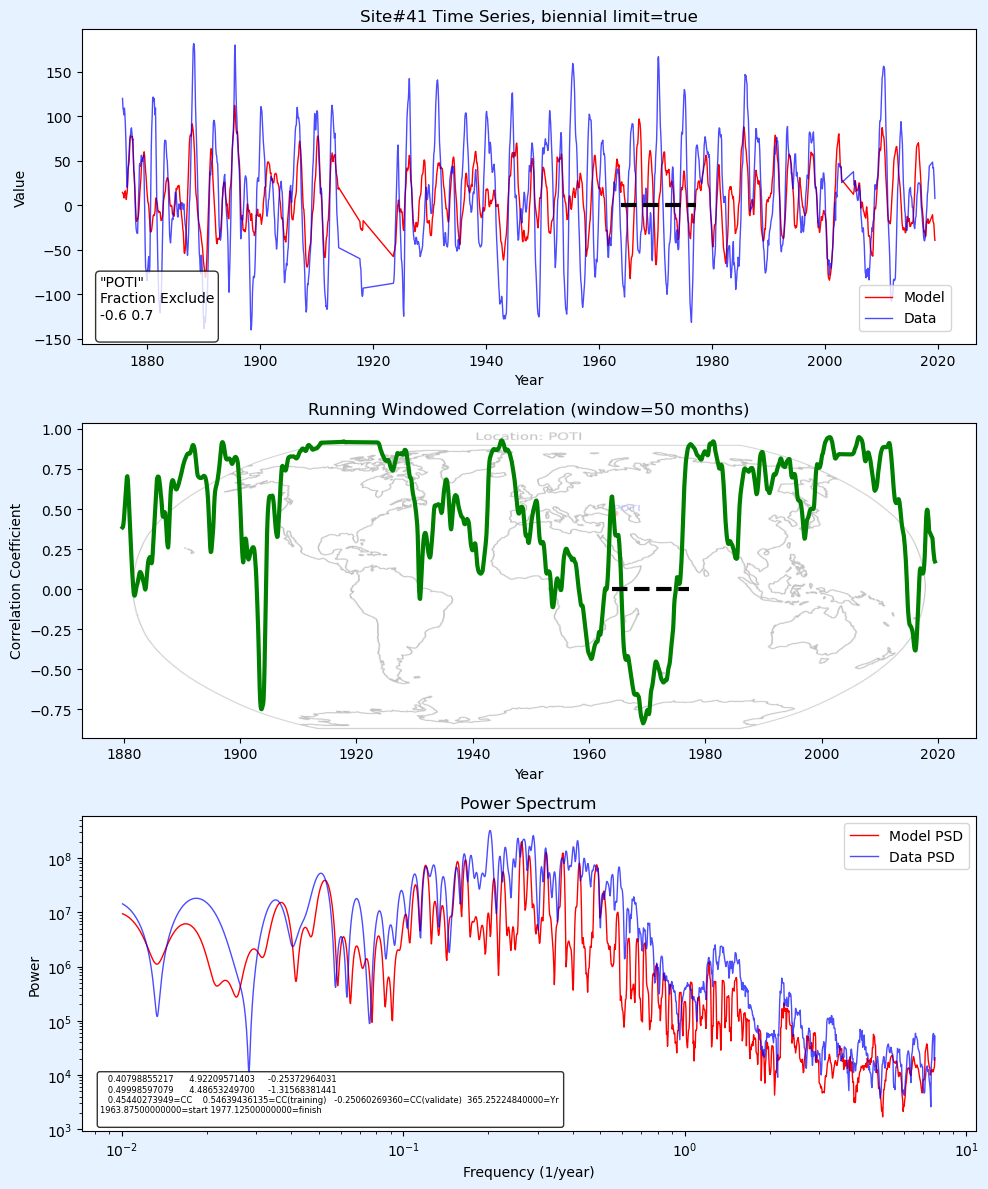 Site#41 Time Series, biennial limit=true
Value
150
100
50
0
−50
−100
−150
"POTI"
Fraction Exclude
-0.6 0.7
Model
Data
1880 1900 1920 1940 1960 1980 2000 2020
Year
Running Windowed Correlation (window=50 months)
Location: POTI
POTI
Correlation Coefficient
1.00
0.75
0.50
0.25
0.00
−0.25
−0.50
−0.75
1880 1900 1920 1940 1960 1980 2000 2020
Year
Power Spectrum
Model PSD
Data PSD
Power
10⁸
10⁷
10⁶
10⁵
10⁴
10³
0.40798855217 4.92209571403 -0.25372964031
0.49998597079 4.48653249700 -1.31568381441
0.45440273949=CC 0.54639436135=CC(training) -0.25060269360=CC(validate) 365.25224840000=Yr
1963.87500000000=start 1977.12500000000=finish
10⁻² 10⁻¹ 10⁰ 10¹
Frequency (1/year)